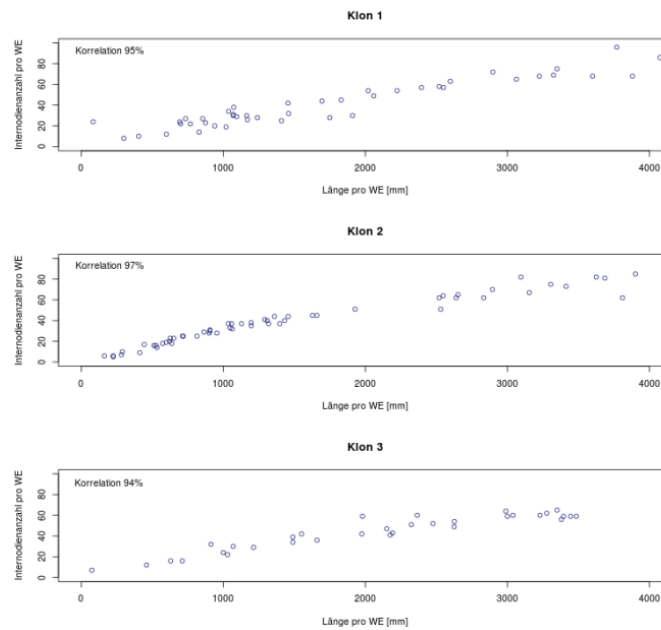 Klon 1
Korrelation 95%
Internodienanzahl pro WE
0 20 40 60 80
0 1000 2000 3000 4000
Länge pro WE [mm]
Klon 2
Korrelation 97%
Internodienanzahl pro WE
0 20 40 60 80
0 1000 2000 3000 4000
Länge pro WE [mm]
Klon 3
Korrelation 94%
Internodienanzahl pro WE
0 20 40 60 80
0 1000 2000 3000 4000
Länge pro WE [mm]